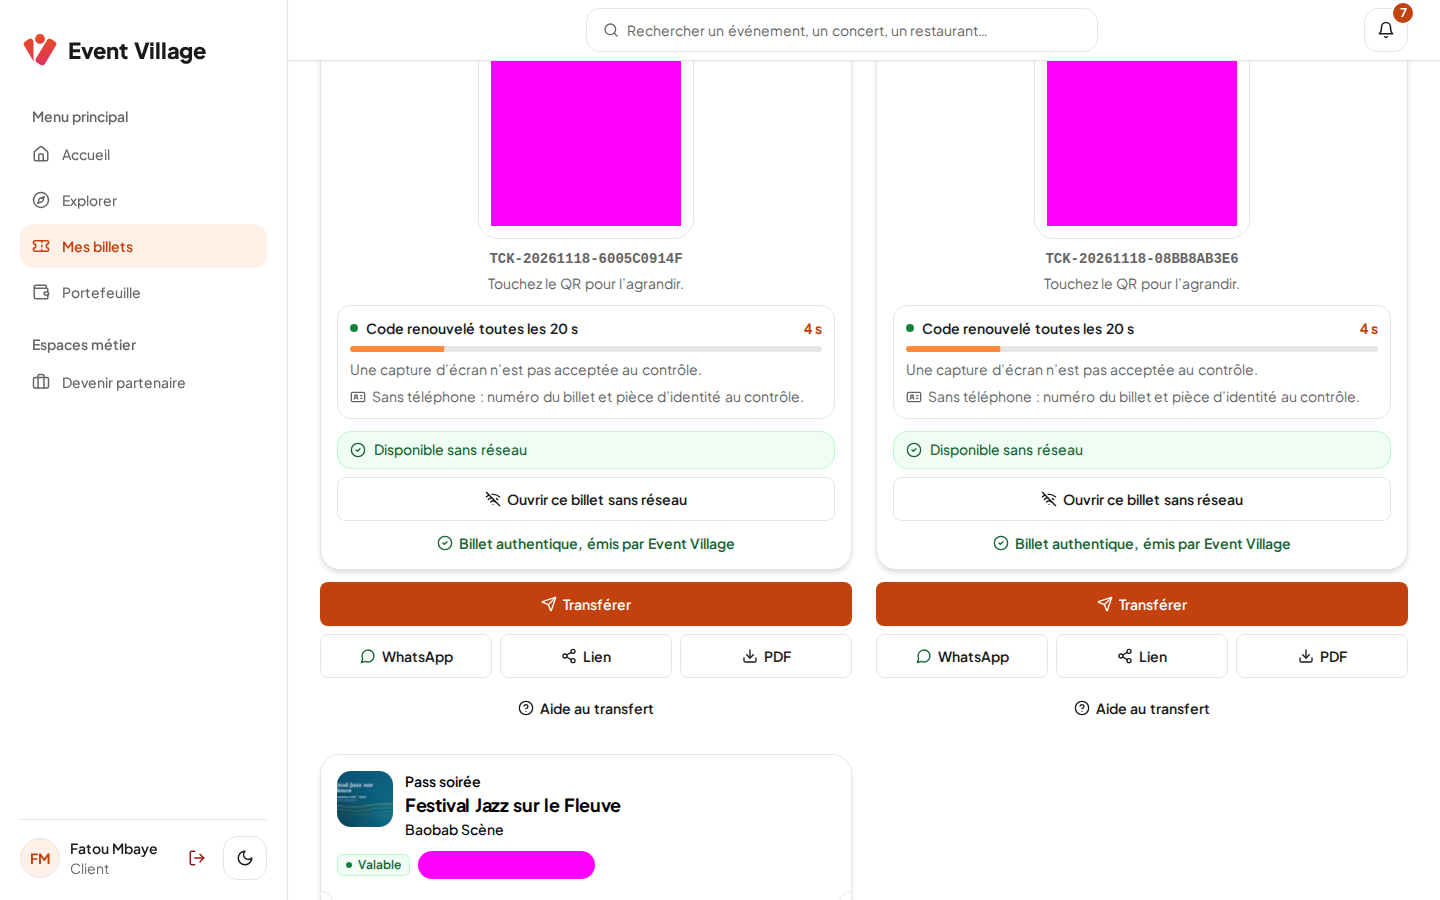 Event Village
Rechercher un événement, un concert, un restaurant…
7
Menu principal
Accueil
Explorer
Mes billets
Portefeuille
Espaces métier
Devenir partenaire
FM
Fatou Mbaye
Client
TCK-20261118-6005C0914F
Touchez le QR pour l’agrandir.
Code renouvelé toutes les 20 s
4 s
Une capture d’écran n’est pas acceptée au contrôle.
Sans téléphone : numéro du billet et pièce d’identité au contrôle.
Disponible sans réseau
Ouvrir ce billet sans réseau
Billet authentique, émis par Event Village
Transférer
WhatsApp
Lien
PDF
Aide au transfert
TCK-20261118-08BB8AB3E6
Touchez le QR pour l’agrandir.
Code renouvelé toutes les 20 s
4 s
Une capture d’écran n’est pas acceptée au contrôle.
Sans téléphone : numéro du billet et pièce d’identité au contrôle.
Disponible sans réseau
Ouvrir ce billet sans réseau
Billet authentique, émis par Event Village
Transférer
WhatsApp
Lien
PDF
Aide au transfert
Pass soirée
Festival Jazz sur le Fleuve
Baobab Scène
Valable